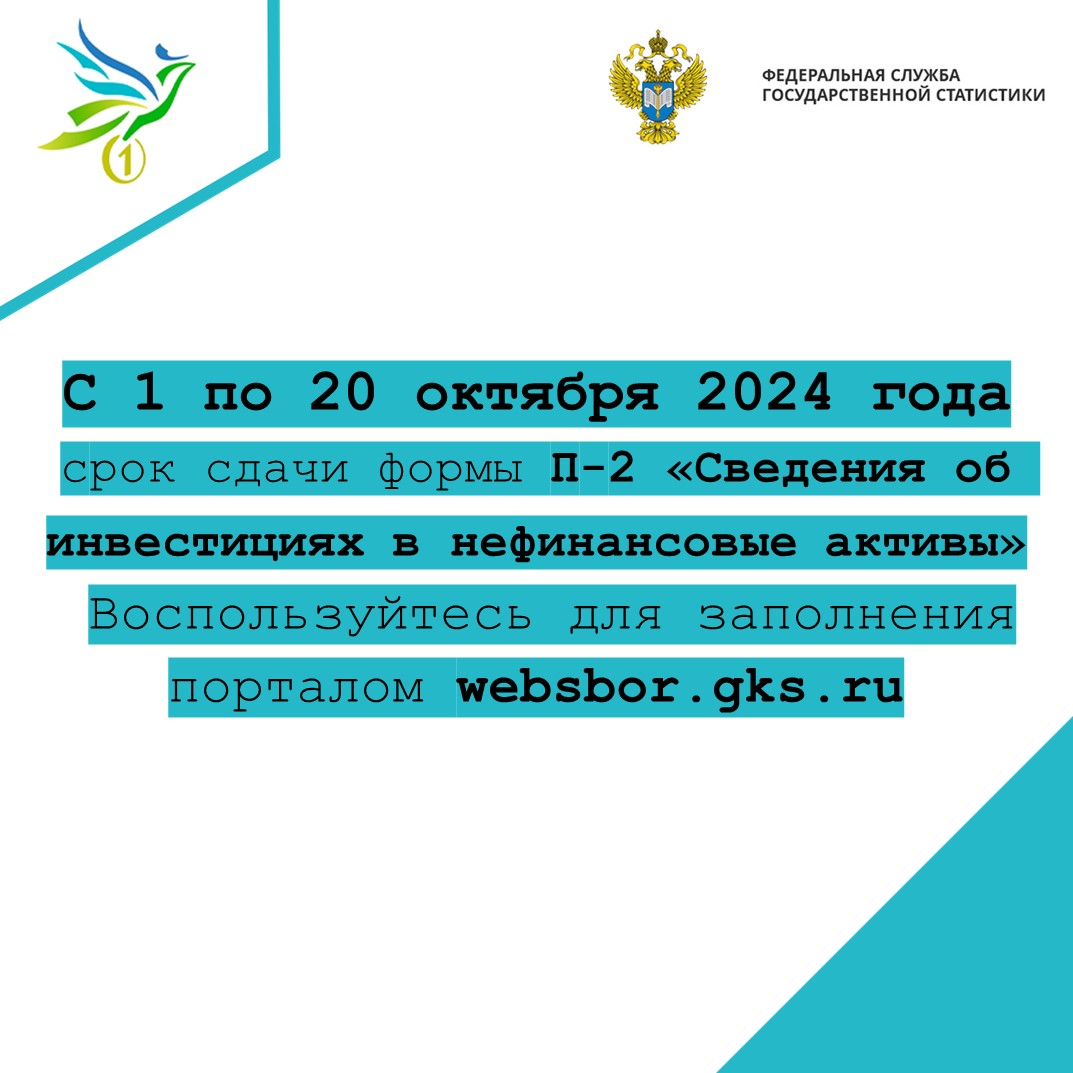 1
ФЕДЕРАЛЬНАЯ СЛУЖБА
ГОСУДАРСТВЕННОЙ СТАТИСТИКИ
С 1 по 20 октября 2024 года
срок сдачи формы П-2 «Сведения об
инвестициях в нефинансовые активы»
Воспользуйтесь для заполнения
порталом websbor.gks.ru